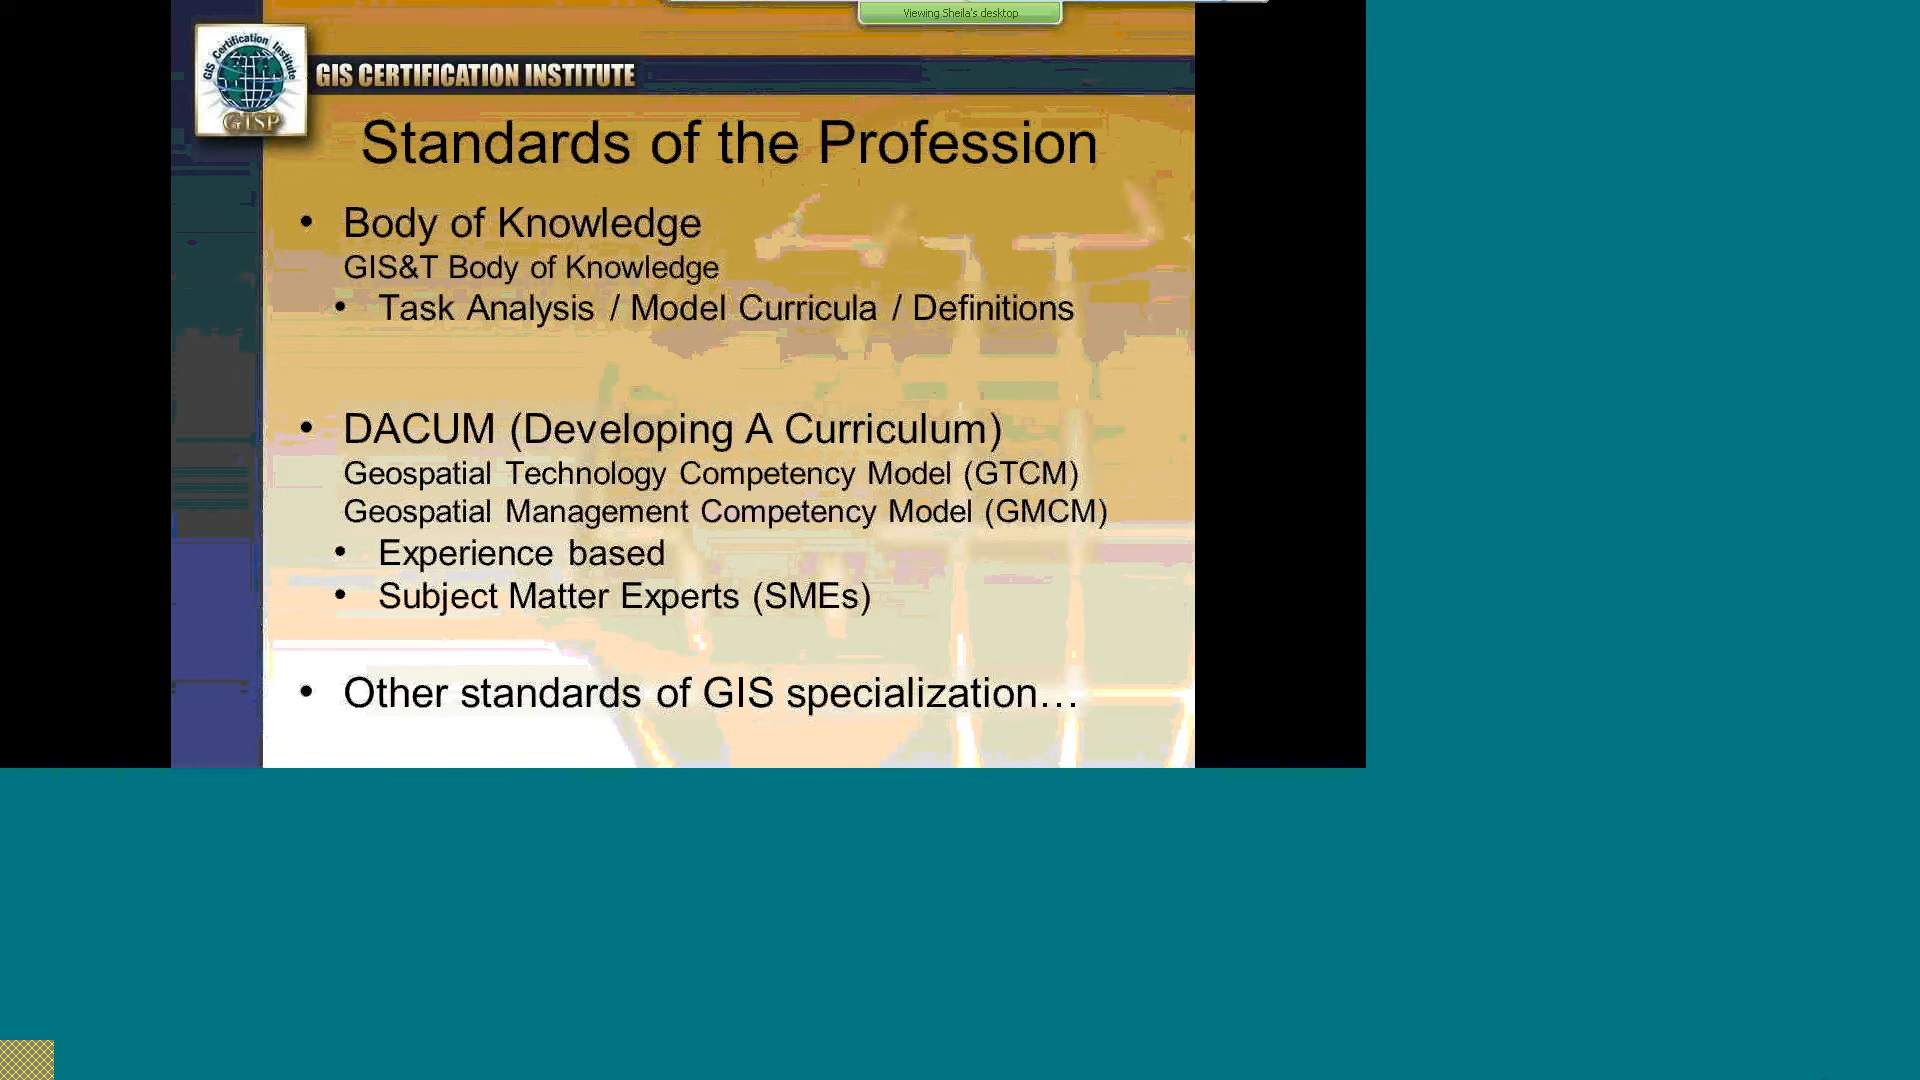 Viewing Sheila's desktop
GIS Certification Institute
GISP
GIS CERTIFICATION INSTITUTE
Standards of the Profession
• Body of Knowledge
GIS&T Body of Knowledge
• Task Analysis / Model Curricula / Definitions
• DACUM (Developing A Curriculum)
Geospatial Technology Competency Model (GTCM)
Geospatial Management Competency Model (GMCM)
• Experience based
• Subject Matter Experts (SMEs)
• Other standards of GIS specialization…